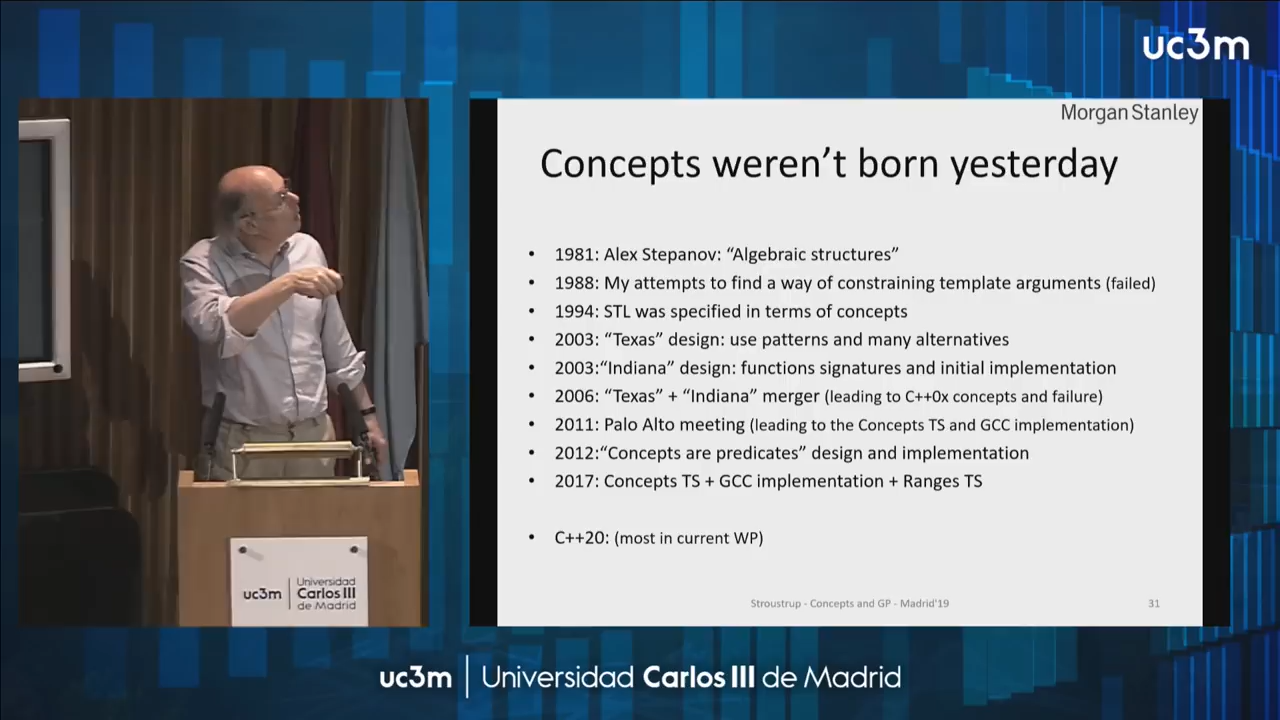 uc3m
Morgan Stanley
Concepts weren’t born yesterday
• 1981: Alex Stepanov: “Algebraic structures”
• 1988: My attempts to find a way of constraining template arguments (failed)
• 1994: STL was specified in terms of concepts
• 2003: “Texas” design: use patterns and many alternatives
• 2003:“Indiana” design: functions signatures and initial implementation
• 2006: “Texas” + “Indiana” merger (leading to C++0x concepts and failure)
• 2011: Palo Alto meeting (leading to the Concepts TS and GCC implementation)
• 2012:“Concepts are predicates” design and implementation
• 2017: Concepts TS + GCC implementation + Ranges TS
• C++20: (most in current WP)
Stroustrup - Concepts and GP - Madrid'19
31
uc3m
Universidad
Carlos III
de Madrid
uc3m | Universidad Carlos III de Madrid